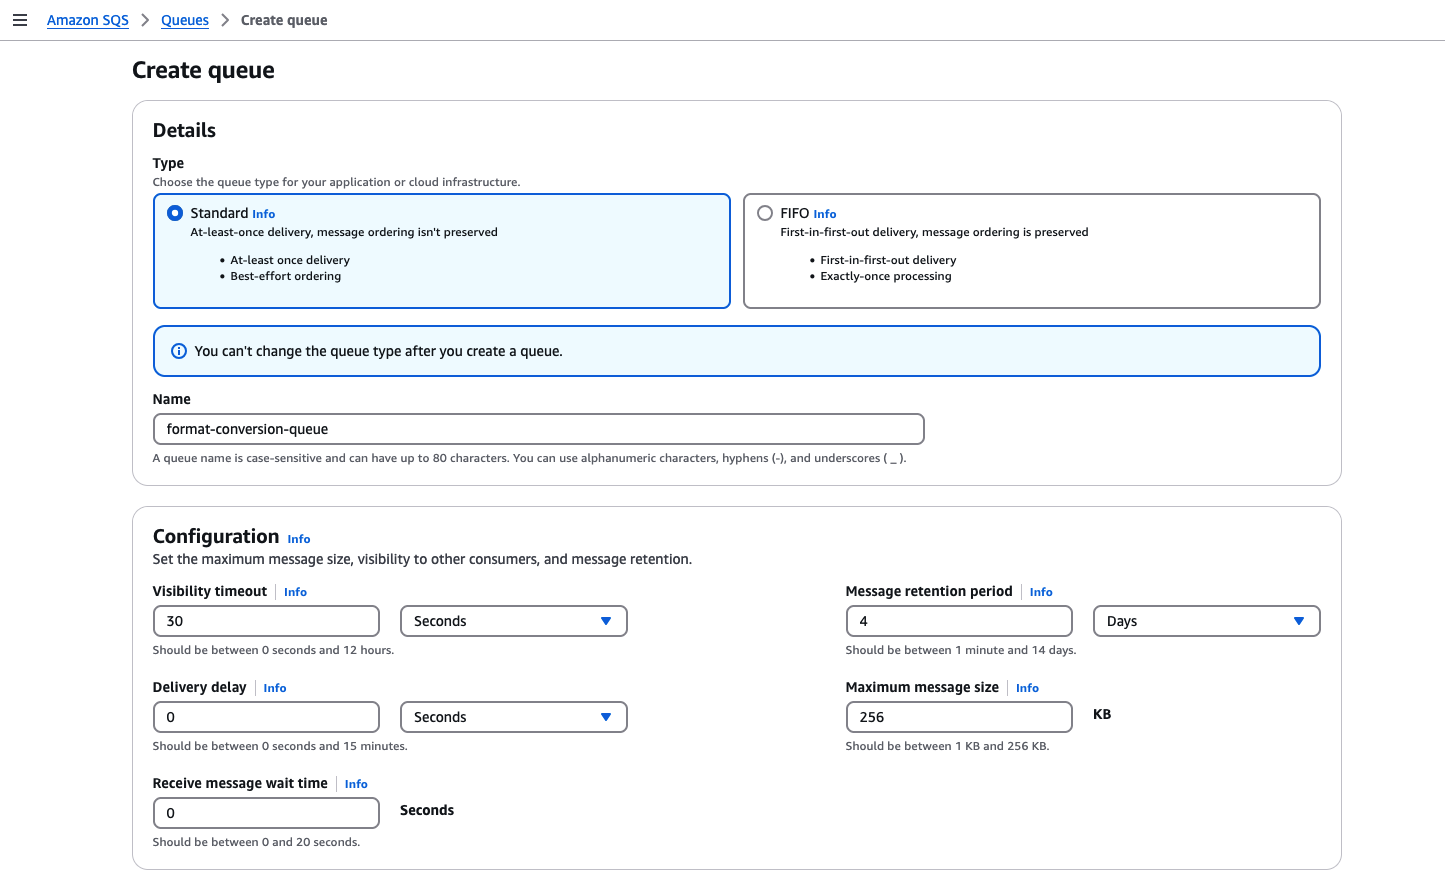 Amazon SQS > Queues > Create queue
Create queue
Details
Type
Choose the queue type for your application or cloud infrastructure.
Standard Info
At-least-once delivery, message ordering isn't preserved
• At-least once delivery
• Best-effort ordering
FIFO Info
First-in-first-out delivery, message ordering is preserved
• First-in-first-out delivery
• Exactly-once processing
You can't change the queue type after you create a queue.
Name
format-conversion-queue
A queue name is case-sensitive and can have up to 80 characters. You can use alphanumeric characters, hyphens (-), and underscores ( _ ).
Configuration Info
Set the maximum message size, visibility to other consumers, and message retention.
Visibility timeout Info
30 Seconds
Should be between 0 seconds and 12 hours.
Message retention period Info
4 Days
Should be between 1 minute and 14 days.
Delivery delay Info
0 Seconds
Should be between 0 seconds and 15 minutes.
Maximum message size Info
256 KB
Should be between 1 KB and 256 KB.
Receive message wait time Info
0 Seconds
Should be between 0 and 20 seconds.